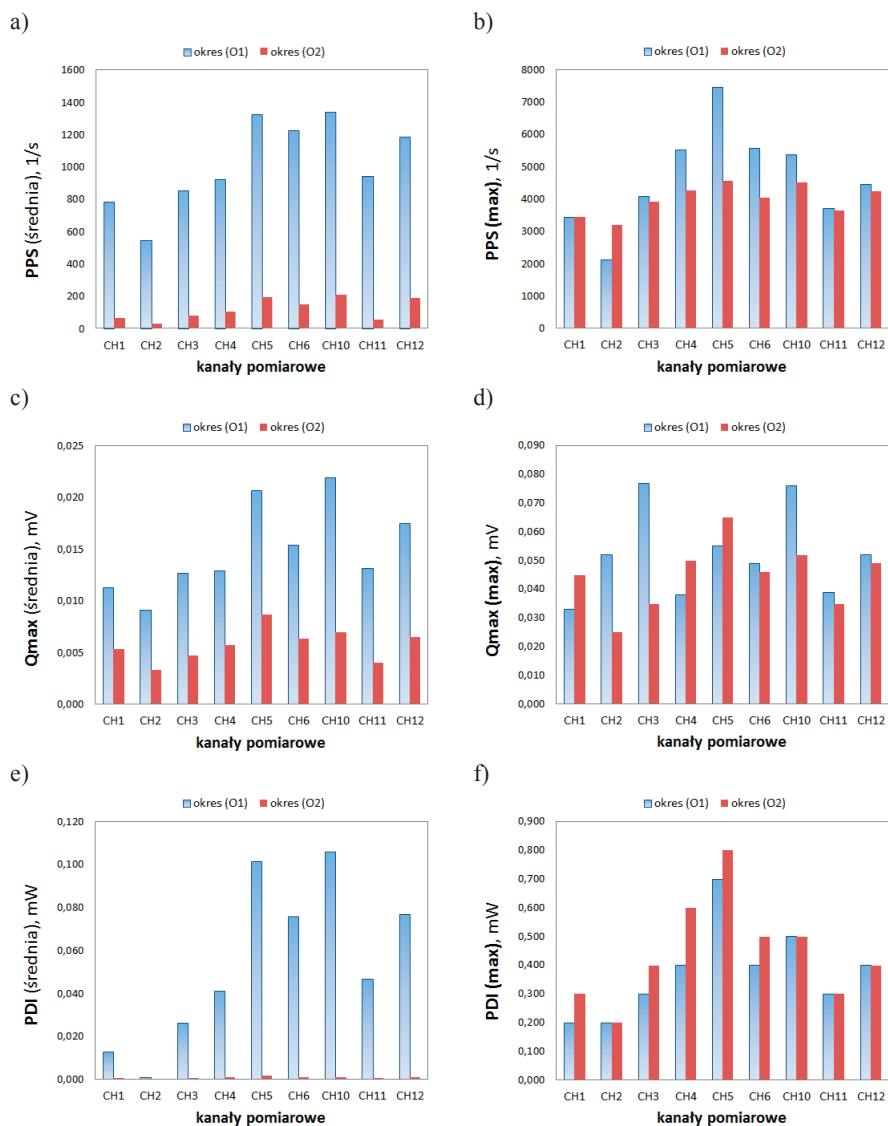 a)
okres (O1) okres (O2)
PPS (średnia), 1/s
1600
1400
1200
1000
800
600
400
200
0
CH1 CH2 CH3 CH4 CH5 CH6 CH10 CH11 CH12
kanały pomiarowe
b)
okres (O1) okres (O2)
PPS (max), 1/s
8000
7000
6000
5000
4000
3000
2000
1000
0
CH1 CH2 CH3 CH4 CH5 CH6 CH10 CH11 CH12
kanały pomiarowe
c)
okres (O1) okres (O2)
Qmax (średnia), mV
0,025
0,020
0,015
0,010
0,005
0,000
CH1 CH2 CH3 CH4 CH5 CH6 CH10 CH11 CH12
kanały pomiarowe
d)
okres (O1) okres (O2)
Qmax (max), mV
0,090
0,080
0,070
0,060
0,050
0,040
0,030
0,020
0,010
0,000
CH1 CH2 CH3 CH4 CH5 CH6 CH10 CH11 CH12
kanały pomiarowe
e)
okres (O1) okres (O2)
PDI (średnia), mW
0,120
0,100
0,080
0,060
0,040
0,020
0,000
CH1 CH2 CH3 CH4 CH5 CH6 CH10 CH11 CH12
kanały pomiarowe
f)
okres (O1) okres (O2)
PDI (max), mW
0,900
0,800
0,700
0,600
0,500
0,400
0,300
0,200
0,100
0,000
CH1 CH2 CH3 CH4 CH5 CH6 CH10 CH11 CH12
kanały pomiarowe